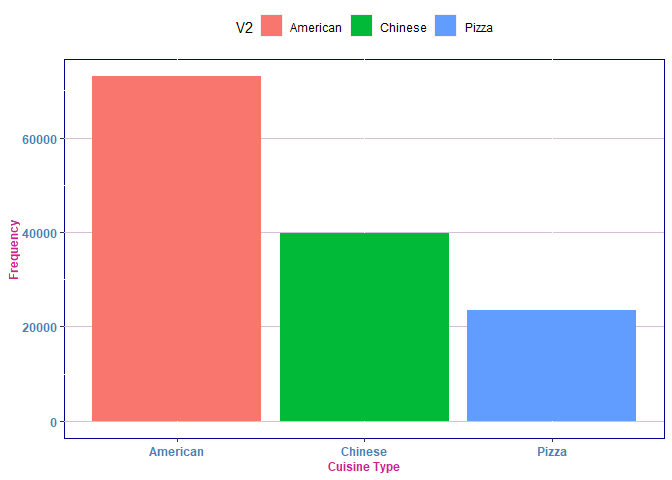 V2 American Chinese Pizza
60000
40000
20000
0
Frequency
American Chinese Pizza
Cuisine Type